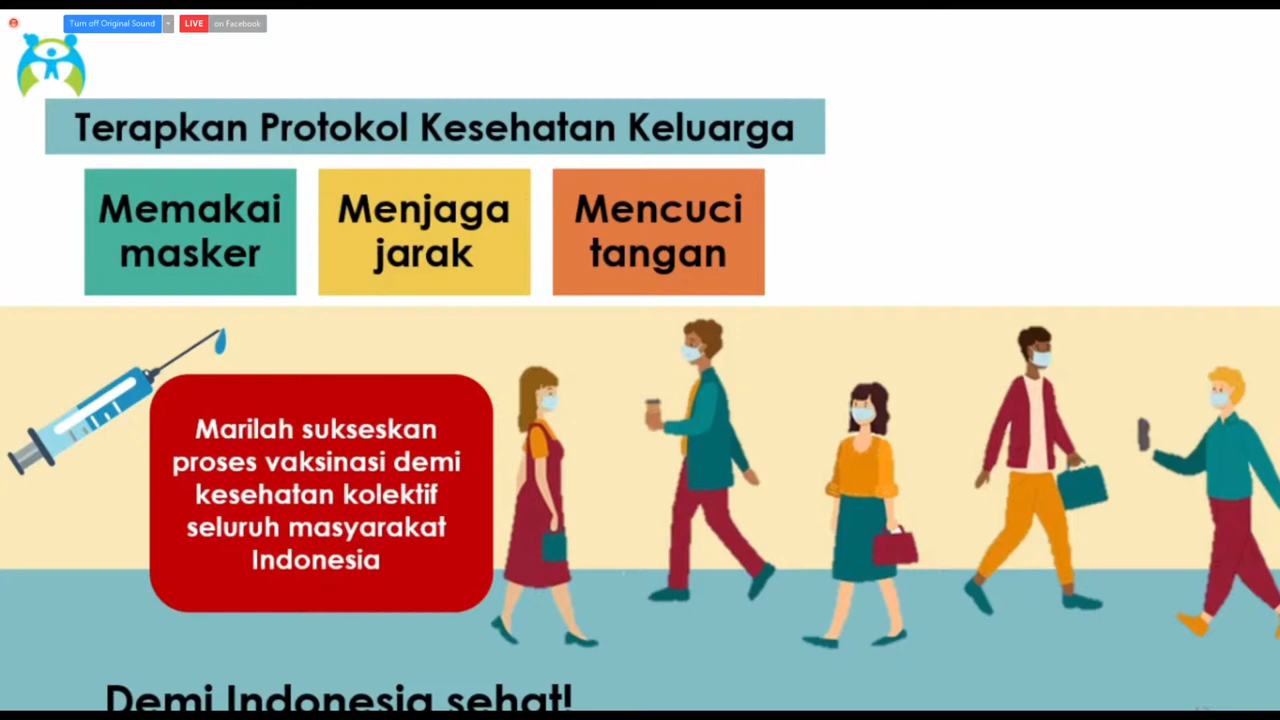 Turn off Original Sound
LIVE on Facebook
Terapkan Protokol Kesehatan Keluarga
Memakai
masker
Menjaga
jarak
Mencuci
tangan
Marilah sukseskan
proses vaksinasi demi
kesehatan kolektif
seluruh masyarakat
Indonesia
Demi Indonesia sehat!